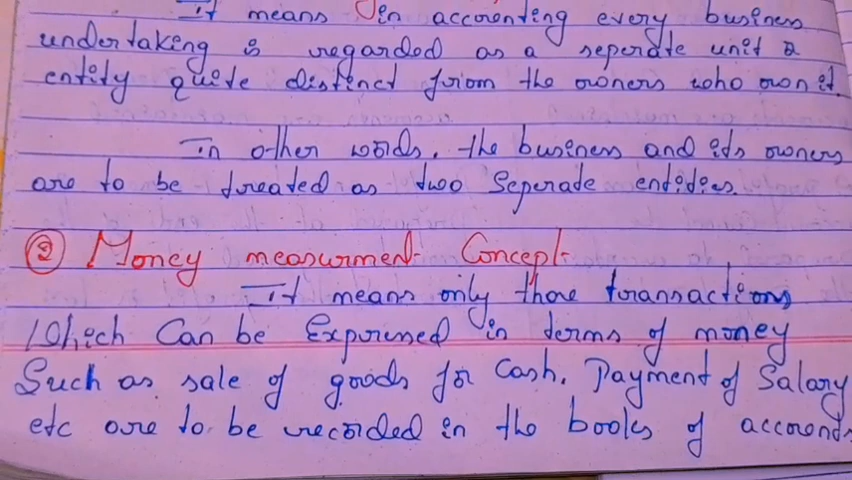 It means in accounting every business
undertaking is regarded as a seperate unit &
entity quite distinct from the owners who own it.
In other words, the business and its owners
are to be treated as two Seperate entities.
② Money measurment Concept
It means only those transactions
Which Can be Expressed in terms of money
Such as sale of goods for Cash, Payment of Salary
etc are to be recorded in the books of accounts